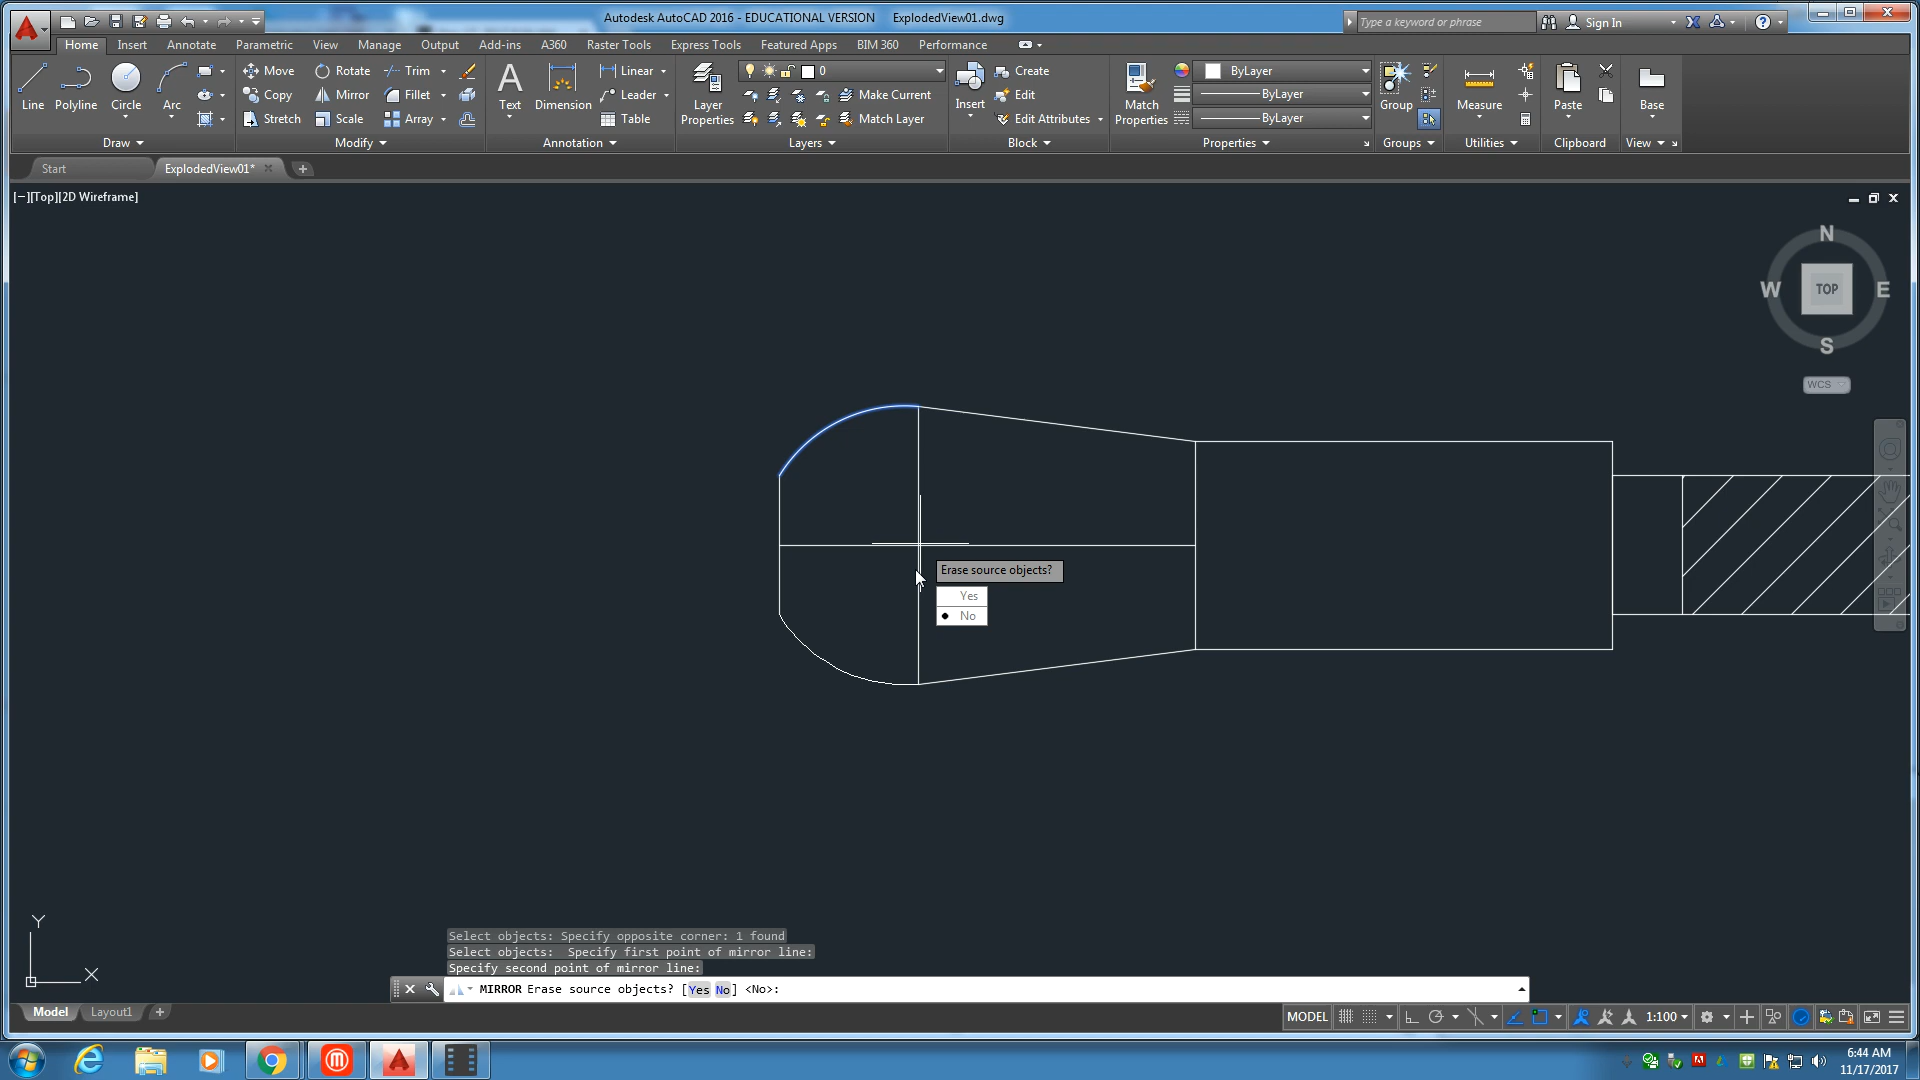 Autodesk AutoCAD 2016 - EDUCATIONAL VERSION ExplodedView01.dwg
Type a keyword or phrase
Sign In
Home Insert Annotate Parametric View Manage Output Add-ins A360 Raster Tools Express Tools Featured Apps BIM 360 Performance
Line Polyline Circle Arc
Move Rotate Trim
Copy Mirror Fillet
Stretch Scale Array
Text Dimension
Linear
Leader
Table
Layer Properties
0
Make Current
Match Layer
Insert
Create
Edit
Edit Attributes
Match Properties
ByLayer
ByLayer
ByLayer
Group
Measure
Paste
Base
Draw Modify Annotation Layers Block Properties Groups Utilities Clipboard View
Start ExplodedView01*
[−][Top][2D Wireframe]
N
W TOP E
S
WCS
Erase source objects?
Yes
No
Y
X
Select objects: Specify opposite corner: 1 found
Select objects: Specify first point of mirror line:
Specify second point of mirror line:
MIRROR Erase source objects? [Yes No] <No>:
Model Layout1
MODEL 1:100
6:44 AM
11/17/2017